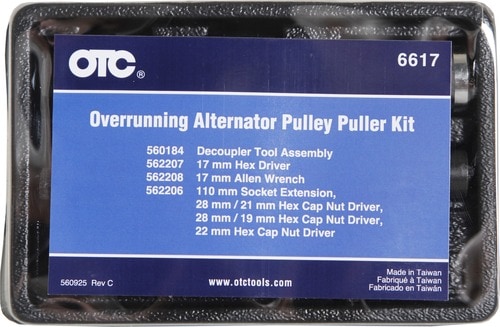 OTC® 6617
Overrunning Alternator Pulley Puller Kit
560184 Decoupler Tool Assembly
562207 17 mm Hex Driver
562208 17 mm Allen Wrench
562206 110 mm Socket Extension,
28 mm / 21 mm Hex Cap Nut Driver,
28 mm / 19 mm Hex Cap Nut Driver,
22 mm Hex Cap Nut Driver
560925 Rev C
www.otctools.com
Made in Taiwan
Fabriqué à Taiwan
Fabricado en Taiwán